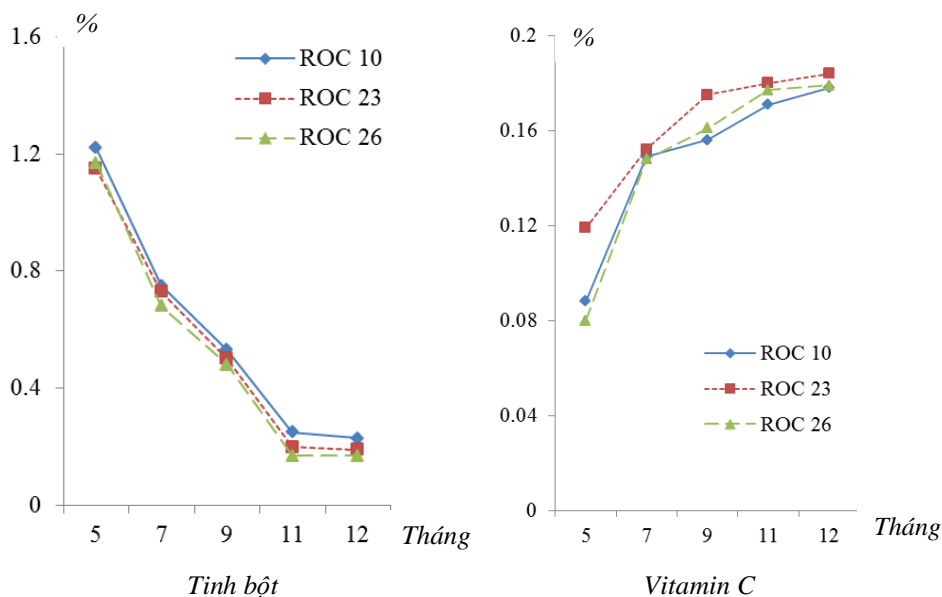 %
1.6
ROC 10
ROC 23
ROC 26
1.2
0.8
0.4
0
5 7 9 11 12 Tháng
Tinh bột
0.2 %
0.16
0.12
0.08
ROC 10
ROC 23
ROC 26
0.04
0
5 7 9 11 12 Tháng
Vitamin C